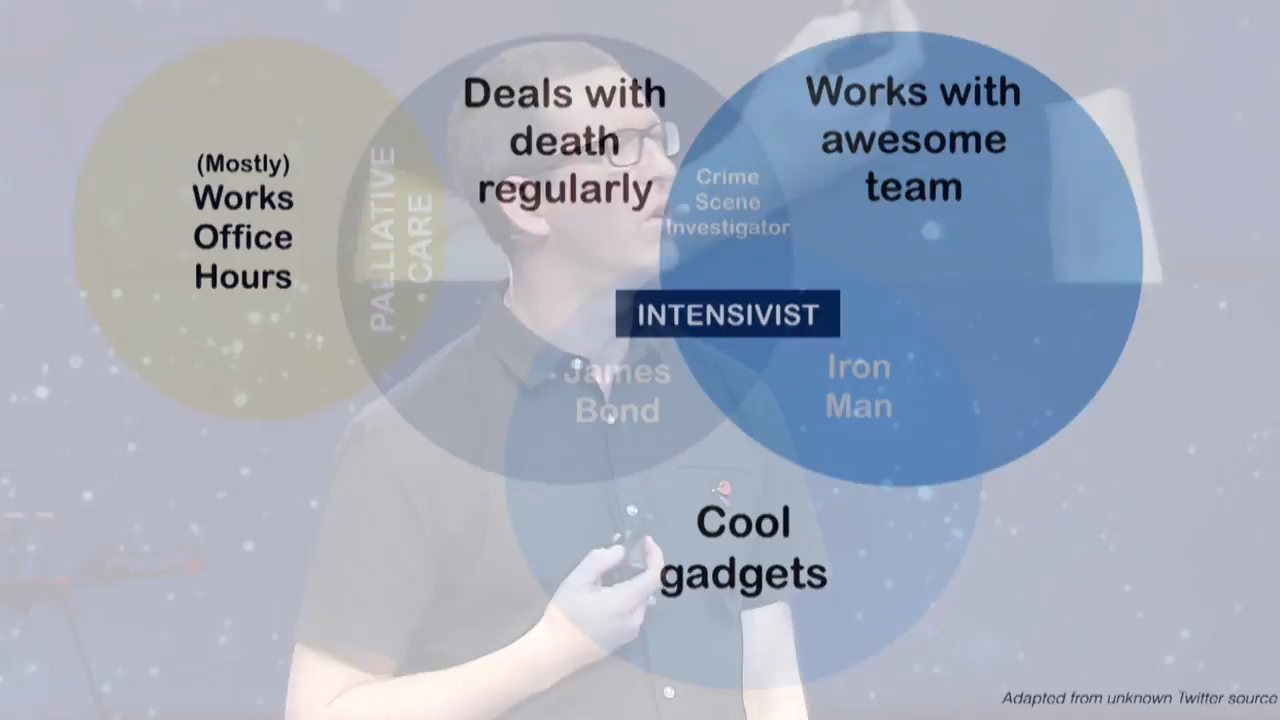 (Mostly)
Works
Office
Hours
PALLIATIVE
CARE
Deals with
death
regularly
Works with
awesome
team
Crime
Scene
Investigator
INTENSIVIST
James
Bond
Iron
Man
Cool
gadgets
Adapted from unknown Twitter source